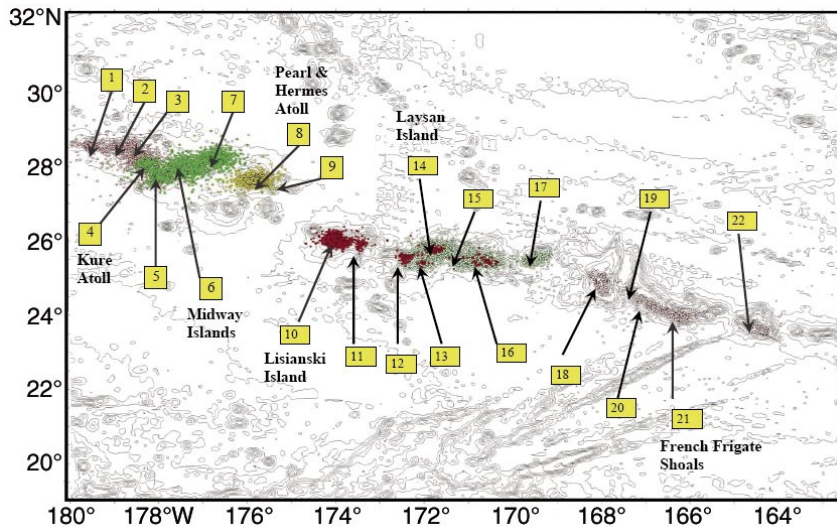 32°N
30°
28°
26°
24°
22°
20°
180°
178°W
176°
174°
172°
170°
168°
166°
164°
1
2
3
7
Pearl &
Hermes
Atoll
8
9
4
Kure
Atoll
5
6
Midway
Islands
10
Lisianski
Island
11
12
13
Laysan
Island
14
15
16
17
18
19
20
21
French Frigate
Shoals
22